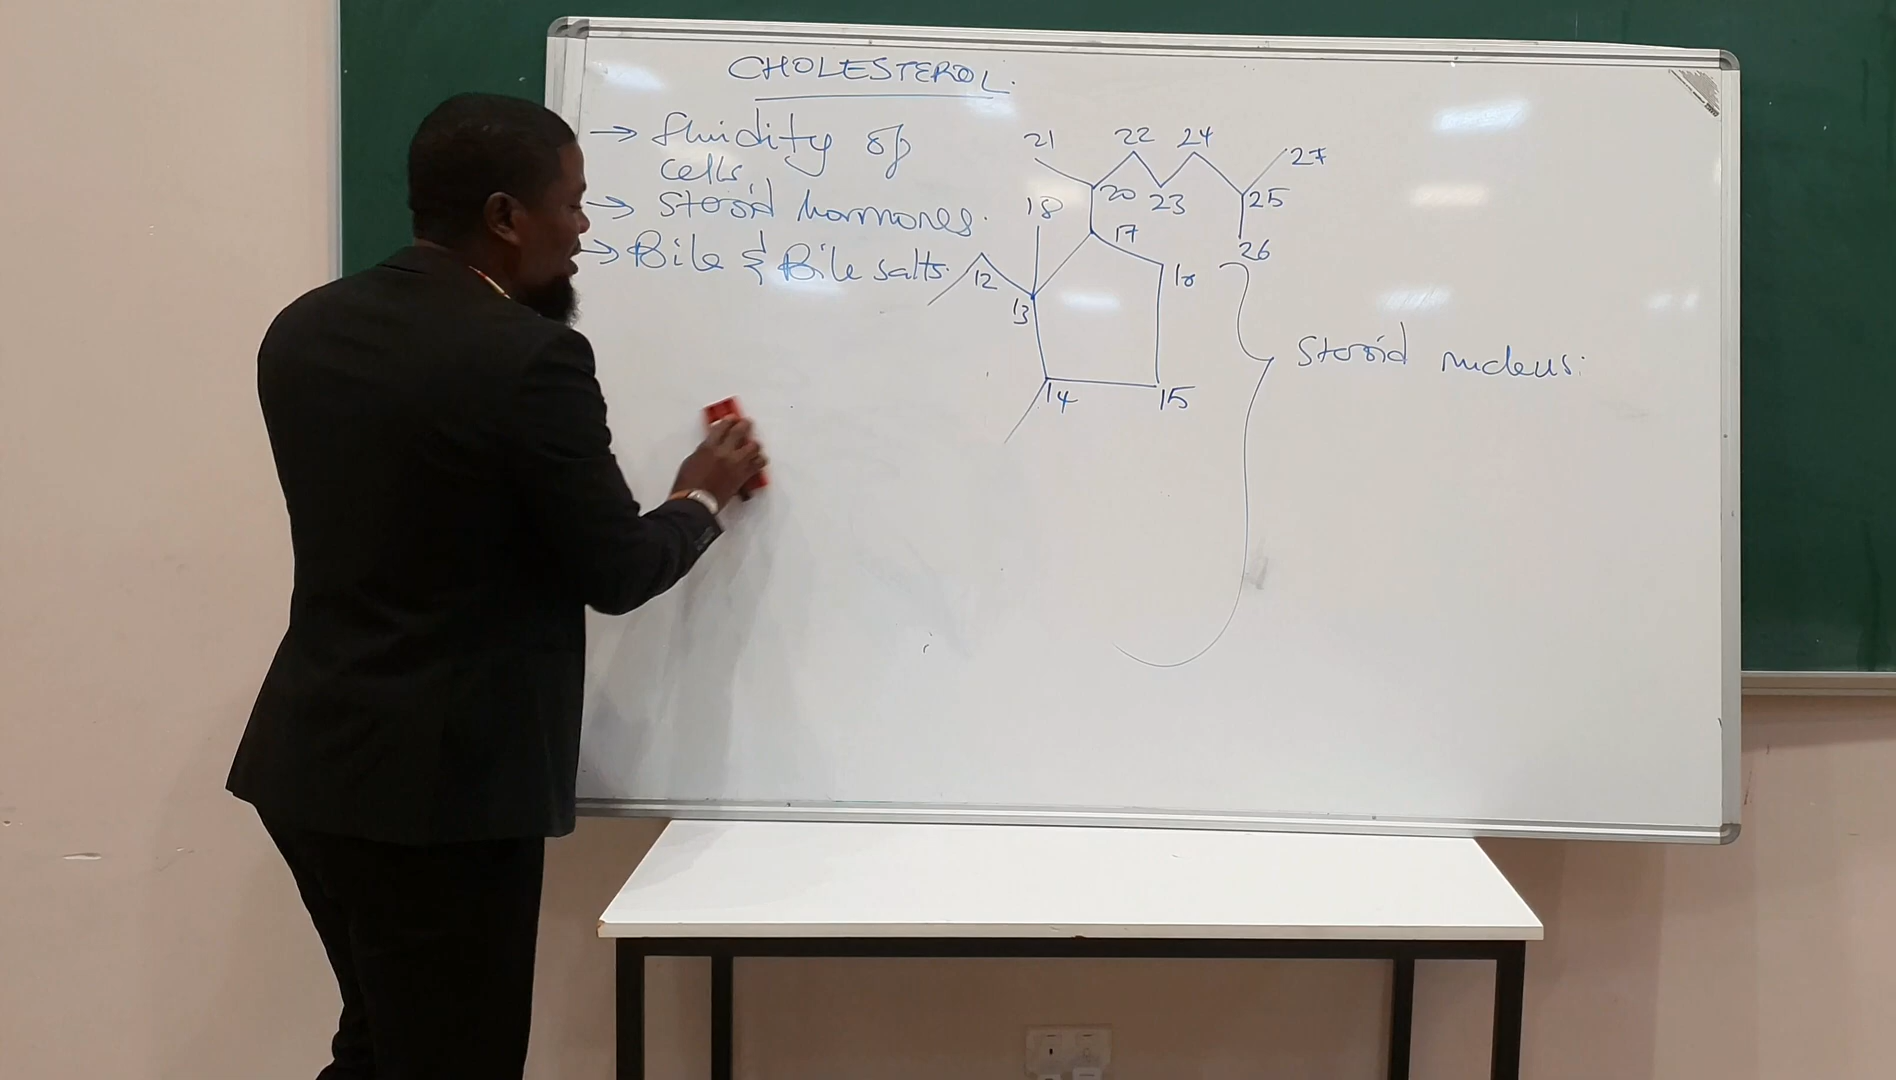 CHOLESTEROL.
→ fluidity of
cells,
→ Steroid hormones.
→ Bile & Bile salts.
21 22 24 27
18 20 23 25
17 26
12 16
13
14 15
Steroid nucleus: